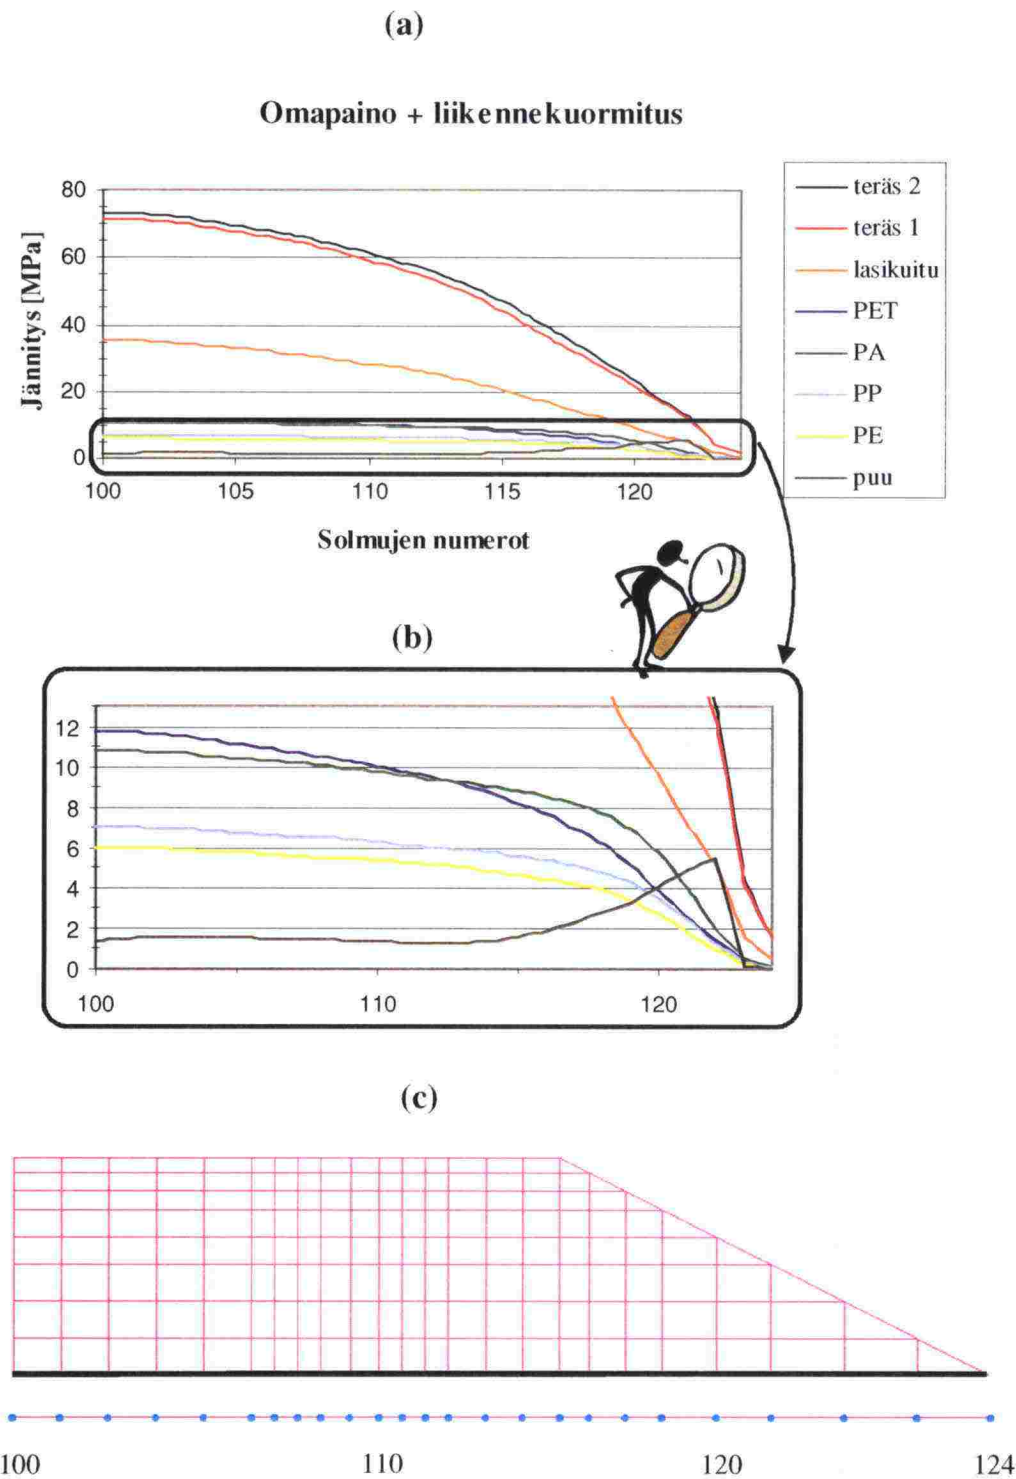 (a)
Omapaino + liikennekuormitus
Jännitys [MPa]
80
60
40
20
0
100 105 110 115 120
Solmujen numerot
teräs 2
teräs 1
lasikuitu
PET
PA
PP
PE
puu
(b)
12
10
8
6
4
2
0
100 110 120
(c)
100 110 120 124